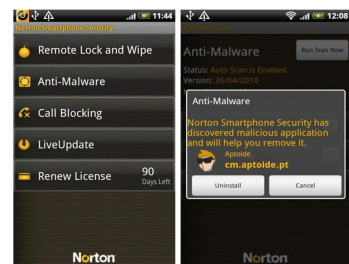 11:44
Norton Smartphone Security
Remote Lock and Wipe
Anti-Malware
Call Blocking
LiveUpdate
Renew License
90
Days Left
Norton
12:08
Anti-Malware
Anti-Malware
Run Scan Now
Status: Auto Scan is Enabled
Version: 26/04/2010
Anti-Malware
Norton Smartphone Security has
discovered malicious application
and will help you remove it.
Aptoide
cm.aptoide.pt
Uninstall
Cancel
Norton